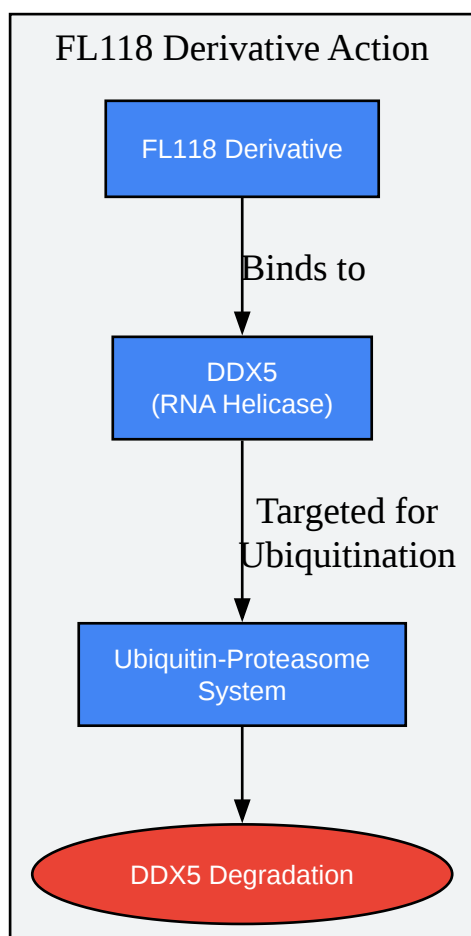 FL118 Derivative Action
FL118 Derivative
Binds to
DDX5
(RNA Helicase)
Targeted for
Ubiquitination
Ubiquitin-Proteasome
System
DDX5 Degradation